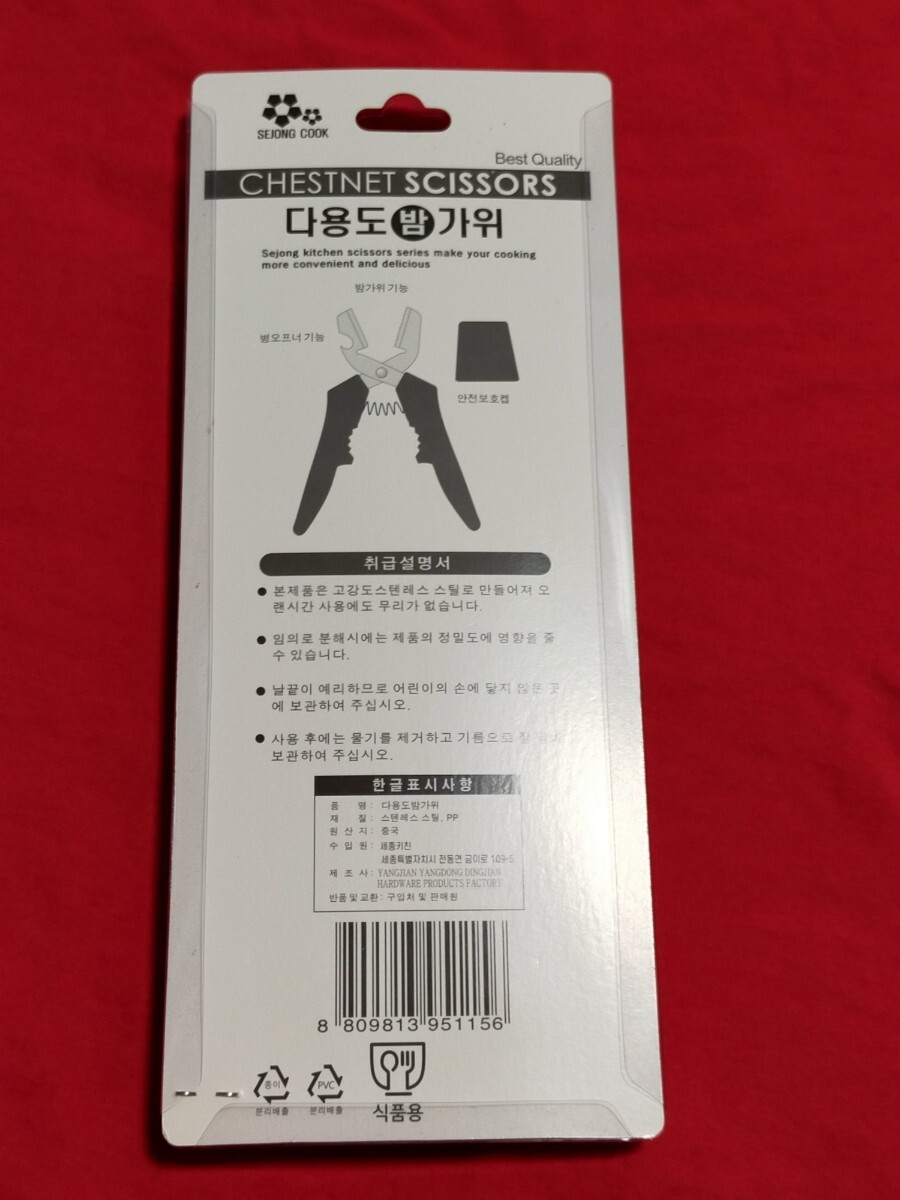 SEJONG COOK
Best Quality
CHESTNET SCISSORS
다용도밤가위
Sejong kitchen scissors series make your cooking
more convenient and delicious
밤가위기능
병오프너기능
안전보호캡
취급설명서
● 본제품은 고강도스텐레스 스틸로 만들어져 오
랜시간 사용에도 무리가 없습니다.
● 임의로 분해시에는 제품의 정밀도에 영향을 줄
수 있습니다.
● 날끝이 예리하므로 어린이의 손에 닿지 않은 곳
에 보관하여 주십시오.
● 사용 후에는 물기를 제거하고 기름으로 잘
보관하여 주십시오.
한글표시사항
품 명 : 다용도밤가위
재 질 : 스텐레스 스틸, PP
원 산 지 : 중국
수 입 원 : 세종키친
세종특별자치시 전동면 금이로 109-5
제 조 사 : YANGJIAN YANGDONG DINGJIAN
HARDWARE PRODUCTS FACTORY
반품 및 교환 : 구입처 및 판매원
8 809813 951156
종이
분리배출
PVC
분리배출
식품용